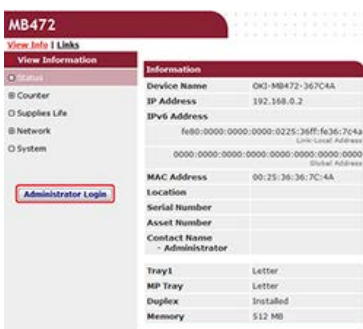 MB472
View Info | Links
View Information
Status
Counter
Supplies Life
Network
System
Administrator Login
Information
Device Name OKI-MB472-367C4A
IP Address 192.168.0.2
IPv6 Address
fe80:0000:0000:0000:0225:36ff:fe36:7c4a
Link-Local Address
0000:0000:0000:0000:0000:0000:0000:0000
Global Address
MAC Address 00:25:36:36:7C:4A
Location
Serial Number
Asset Number
Contact Name
- Administrator
Tray1 Letter
MP Tray Letter
Duplex Installed
Memory 512 MB